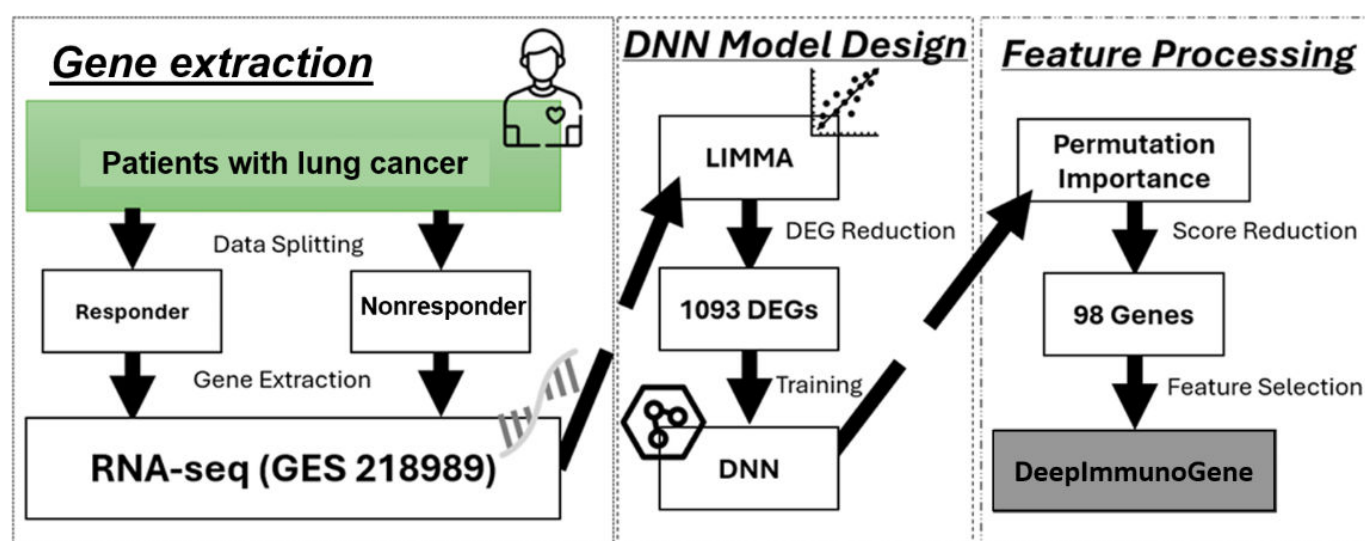 Gene extraction
Patients with lung cancer
Data Splitting
Responder
Nonresponder
Gene Extraction
RNA-seq (GES 218989)
DNN Model Design
LIMMA
DEG Reduction
1093 DEGs
Training
DNN
Feature Processing
Permutation
Importance
Score Reduction
98 Genes
Feature Selection
DeepImmunoGene